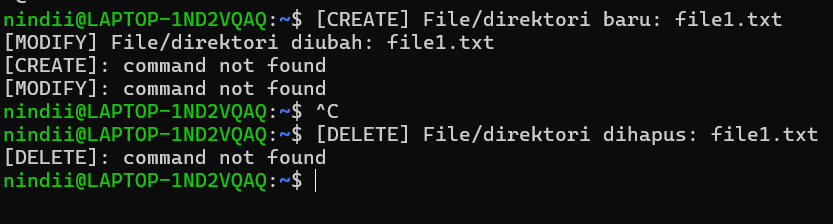 nindii@LAPTOP-1ND2VQAQ:~$ [CREATE] File/direktori baru: file1.txt
[MODIFY] File/direktori diubah: file1.txt
[CREATE]: command not found
[MODIFY]: command not found
nindii@LAPTOP-1ND2VQAQ:~$ ^C
nindii@LAPTOP-1ND2VQAQ:~$ [DELETE] File/direktori dihapus: file1.txt
[DELETE]: command not found
nindii@LAPTOP-1ND2VQAQ:~$